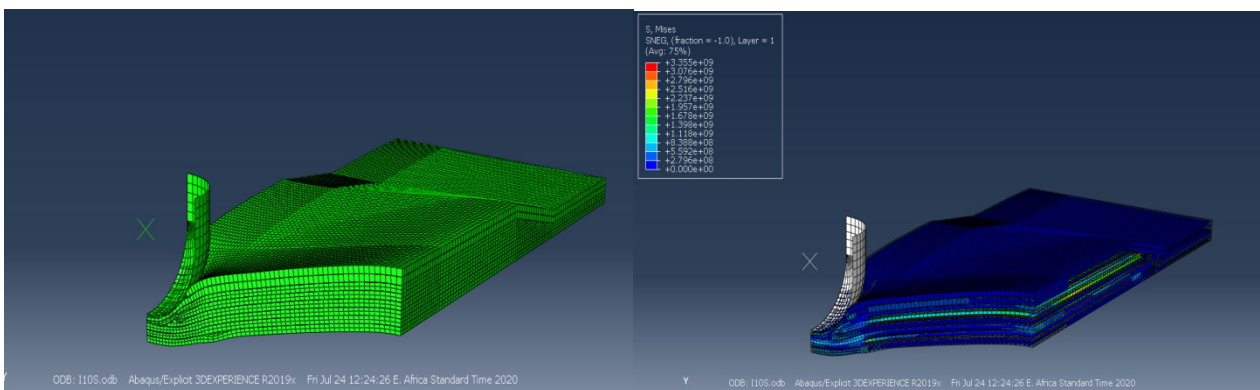 S, Mises
SNEG, (fraction = -1.0), Layer = 1
(Avg: 75%)
+3.355e+09
+3.076e+09
+2.796e+09
+2.516e+09
+2.237e+09
+1.957e+09
+1.678e+09
+1.398e+09
+1.118e+09
+8.388e+08
+5.592e+08
+2.796e+08
+0.000e+00
X
X
Y
ODB: I10S.odb Abaqus/Explicit 3DEXPERIENCE R2019x Fri Jul 24 12:24:26 E. Africa Standard Time 2020
Y
ODB: I10S.odb Abaqus/Explicit 3DEXPERIENCE R2019x Fri Jul 24 12:24:26 E. Africa Standard Time 2020